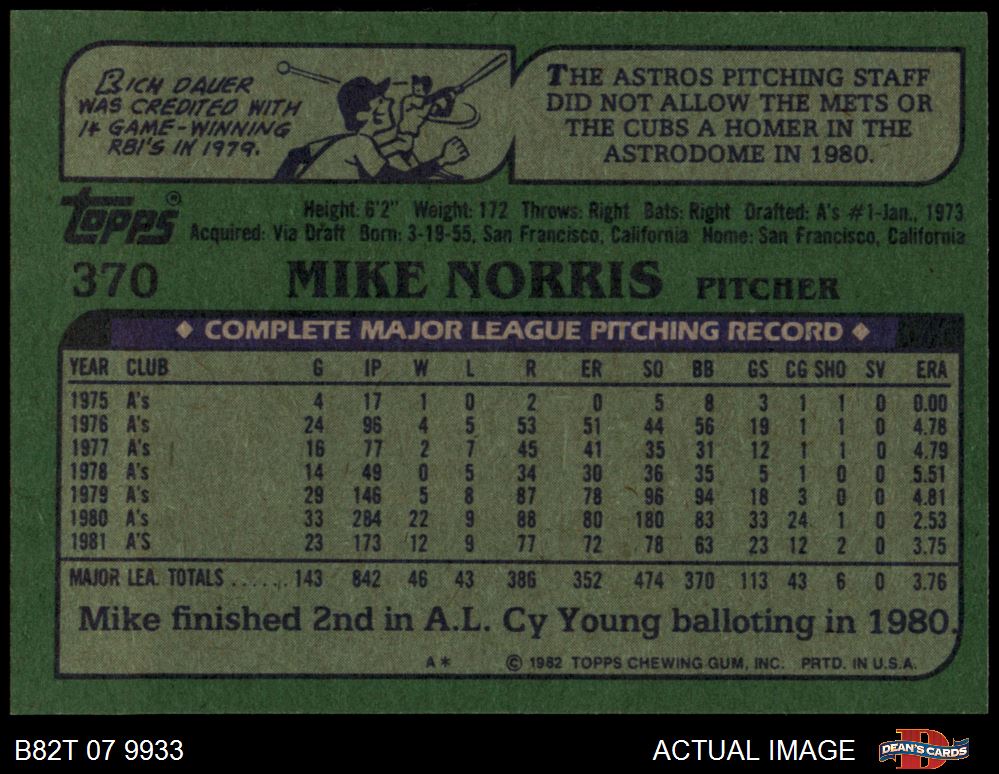 RICH DAUER
WAS CREDITED WITH
14 GAME-WINNING
RBI'S IN 1979.
THE ASTROS PITCHING STAFF
DID NOT ALLOW THE METS OR
THE CUBS A HOMER IN THE
ASTRODOME IN 1980.
Topps®
Height: 6'2" Weight: 172 Throws: Right Bats: Right Drafted: A's #1-Jan., 1973
Acquired: Via Draft Born: 3-19-55, San Francisco, California Home: San Francisco, California
370 MIKE NORRIS PITCHER
◆ COMPLETE MAJOR LEAGUE PITCHING RECORD ◆
YEAR CLUB G IP W L R ER SO BB GS CG SHO SV ERA
1975 A's 4 17 1 0 2 0 5 8 3 1 1 0 0.00
1976 A's 24 96 4 5 53 51 44 56 19 1 1 0 4.78
1977 A's 16 77 2 7 45 41 35 31 12 1 1 0 4.79
1978 A's 14 49 0 5 34 30 36 35 5 1 0 0 5.51
1979 A's 29 146 5 8 87 78 96 94 18 3 0 0 4.81
1980 A's 33 284 22 9 88 80 180 83 33 24 1 0 2.53
1981 A'S 23 173 12 9 77 72 78 63 23 12 2 0 3.75
MAJOR LEA. TOTALS ...... 143 842 46 43 386 352 474 370 113 43 6 0 3.76
Mike finished 2nd in A.L. Cy Young balloting in 1980.
A* © 1982 TOPPS CHEWING GUM, INC. PRTD. IN U.S.A.
B82T 07 9933 ACTUAL IMAGE DEAN'S CARDS